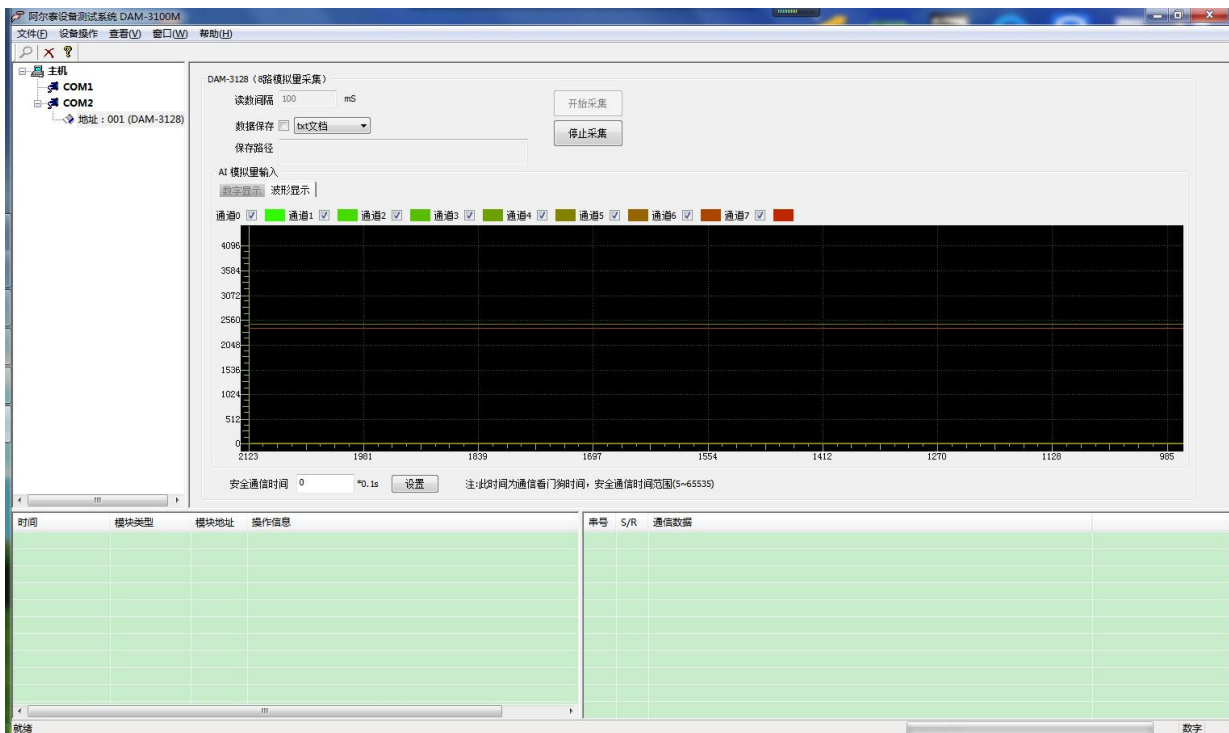 阿尔泰设备测试系统 DAM-3100M
文件(F) 设备操作 查看(V) 窗口(W) 帮助(H)
主机
COM1
COM2
地址：001 (DAM-3128)
DAM-3128（8路模拟量采集）
读数间隔 100 mS
开始采集
数据保存 txt文档
停止采集
保存路径
AI 模拟量输入
数字显示 波形显示
通道0 通道1 通道2 通道3 通道4 通道5 通道6 通道7
4096
3584
3072
2560
2048
1536
1024
512
0
2123 1981 1839 1697 1554 1412 1270 1128 985
安全通信时间 0 *0.1s 设置 注:此时间为通信看门狗时间，安全通信时间范围(5~65535)
时间 模块类型 模块地址 操作信息 串号 S/R 通信数据
就绪 数字